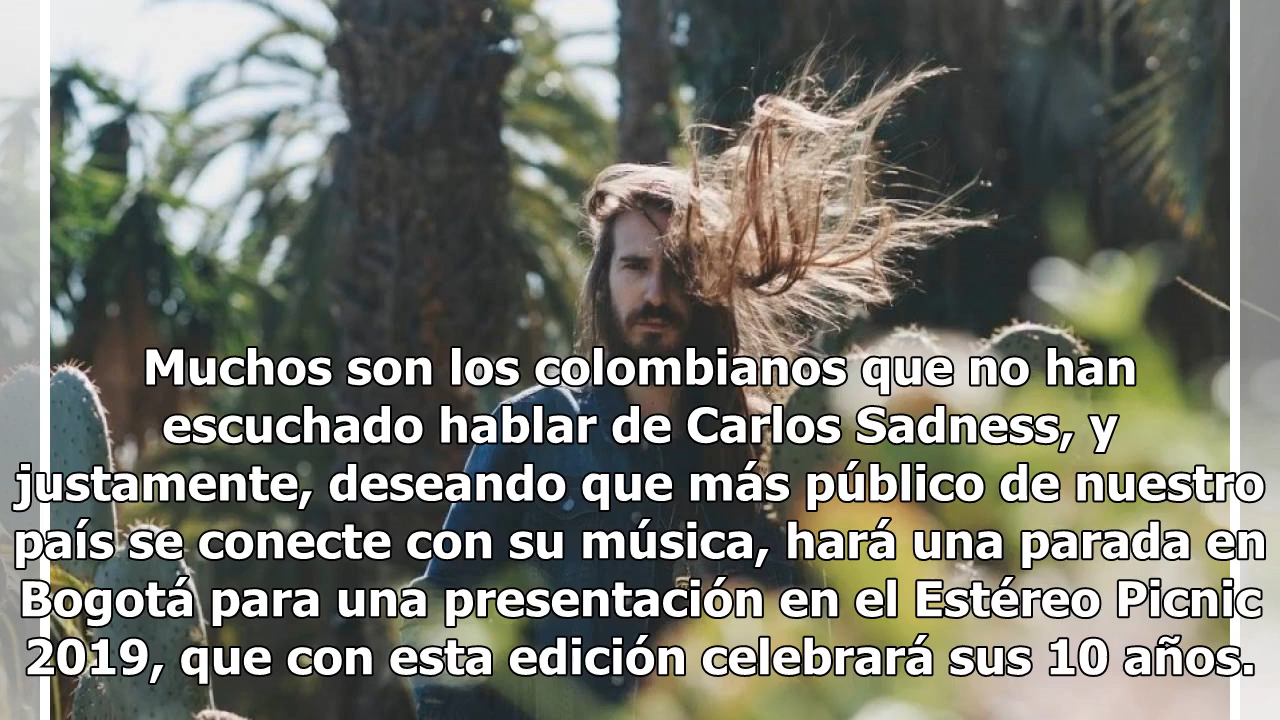 Muchos son los colombianos que no han
escuchado hablar de Carlos Sadness, y
justamente, deseando que más público de nuestro
país se conecte con su música, hará una parada en
Bogotá para una presentación en el Estéreo Picnic
2019, que con esta edición celebrará sus 10 años.